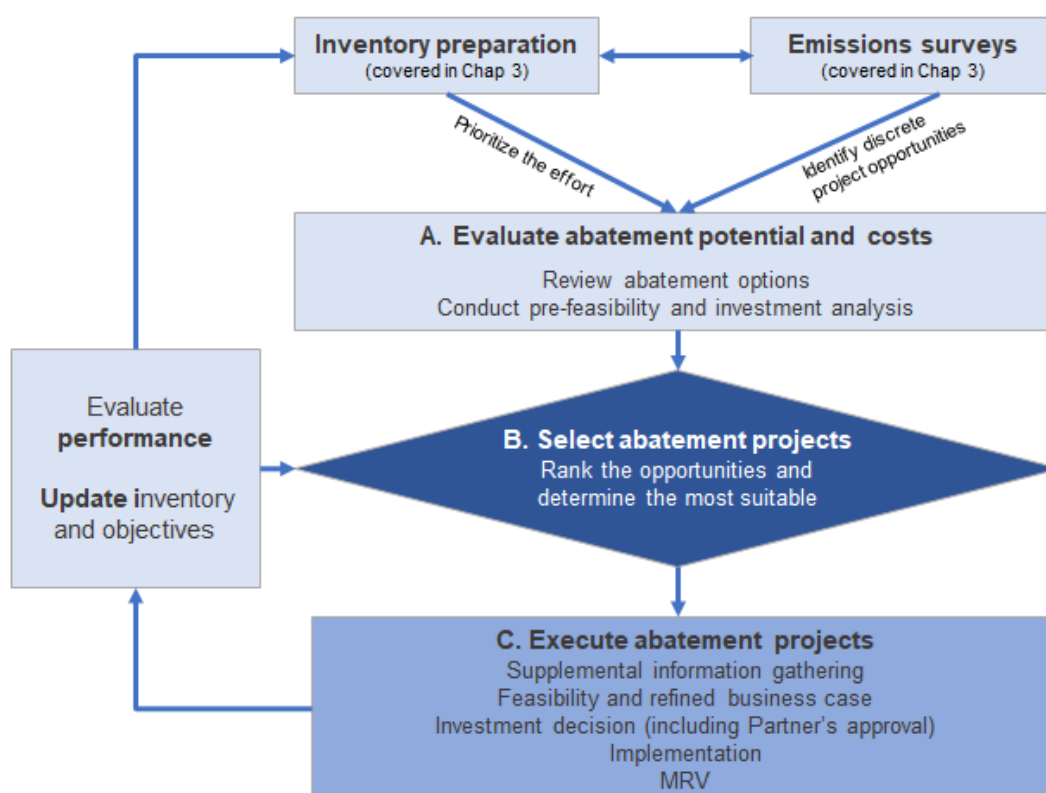 Inventory preparation
(covered in Chap 3)
Emissions surveys
(covered in Chap 3)
Prioritize the effort
Identify discrete
project opportunities
A. Evaluate abatement potential and costs
Review abatement options
Conduct pre-feasibility and investment analysis
Evaluate
performance
Update inventory
and objectives
B. Select abatement projects
Rank the opportunities and
determine the most suitable
C. Execute abatement projects
Supplemental information gathering
Feasibility and refined business case
Investment decision (including Partner's approval)
Implementation
MRV